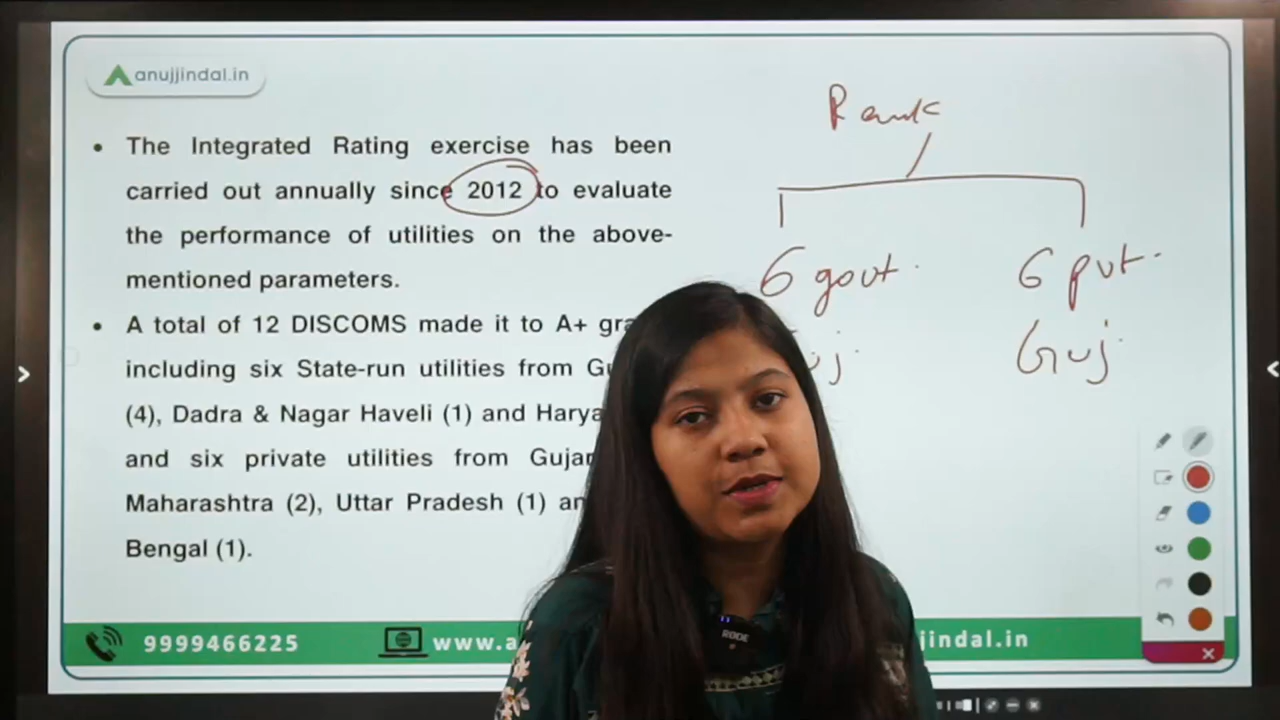 anujjindal.in
The Integrated Rating exercise has been
carried out annually since 2012 to evaluate
the performance of utilities on the above-
mentioned parameters.
A total of 12 DISCOMS made it to A+
including six State-run utilities from
(4), Dadra & Nagar Haveli (1) and
and six private utilities from
Maharashtra (2), Uttar Pradesh (1)
Bengal (1).
Rank
6 govt.
6 pvt.
Guj.
9999466225
RODE